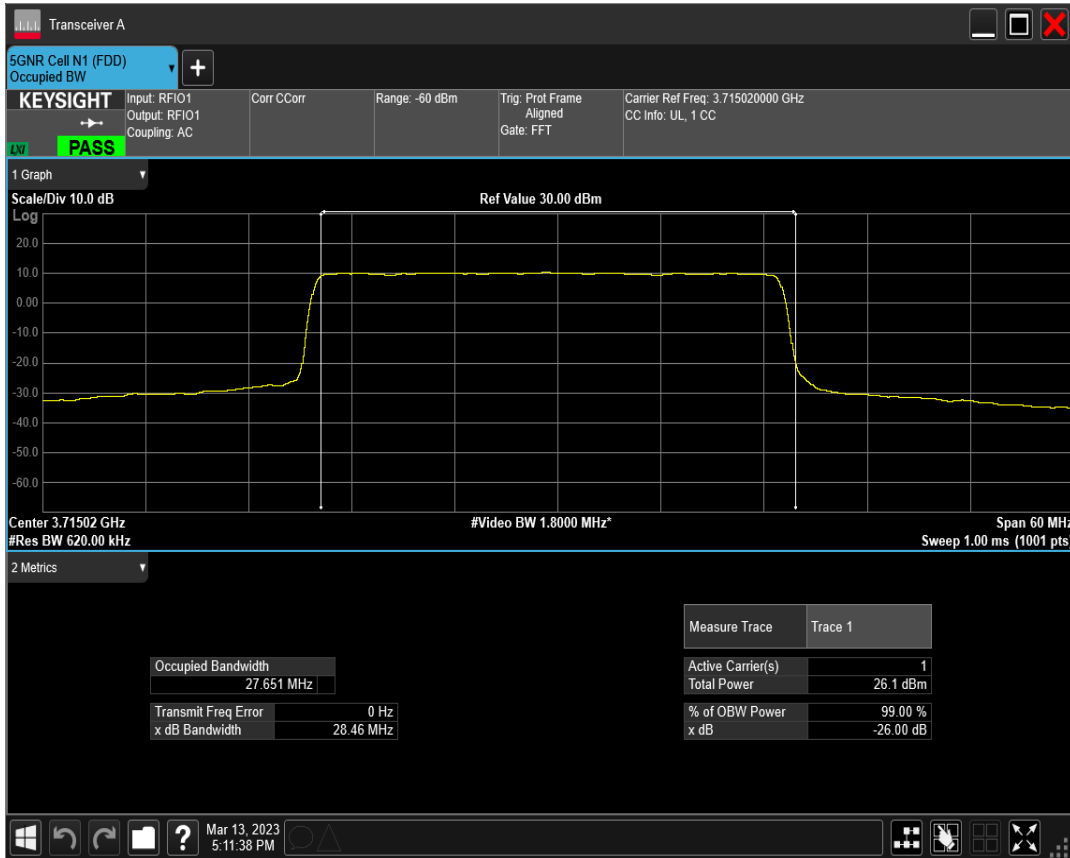 Transceiver A
5GNR Cell N1 (FDD)
Occupied BW
KEYSIGHT
LXI
PASS
Input: RFIO1
Output: RFIO1
Coupling: AC
Corr CCorr
Range: -60 dBm
Trig: Prot Frame
Aligned
Gate: FFT
Carrier Ref Freq: 3.715020000 GHz
CC Info: UL, 1 CC
1 Graph
Scale/Div 10.0 dB
Ref Value 30.00 dBm
Log
20.0
10.0
0.00
-10.0
-20.0
-30.0
-40.0
-50.0
-60.0
Center 3.71502 GHz
#Video BW 1.8000 MHz*
Span 60 MHz
#Res BW 620.00 kHz
Sweep 1.00 ms (1001 pts)
2 Metrics
Measure Trace Trace 1
Occupied Bandwidth
27.651 MHz
Active Carrier(s) 1
Total Power 26.1 dBm
Transmit Freq Error 0 Hz
x dB Bandwidth 28.46 MHz
% of OBW Power 99.00 %
x dB -26.00 dB
?
Mar 13, 2023
5:11:38 PM